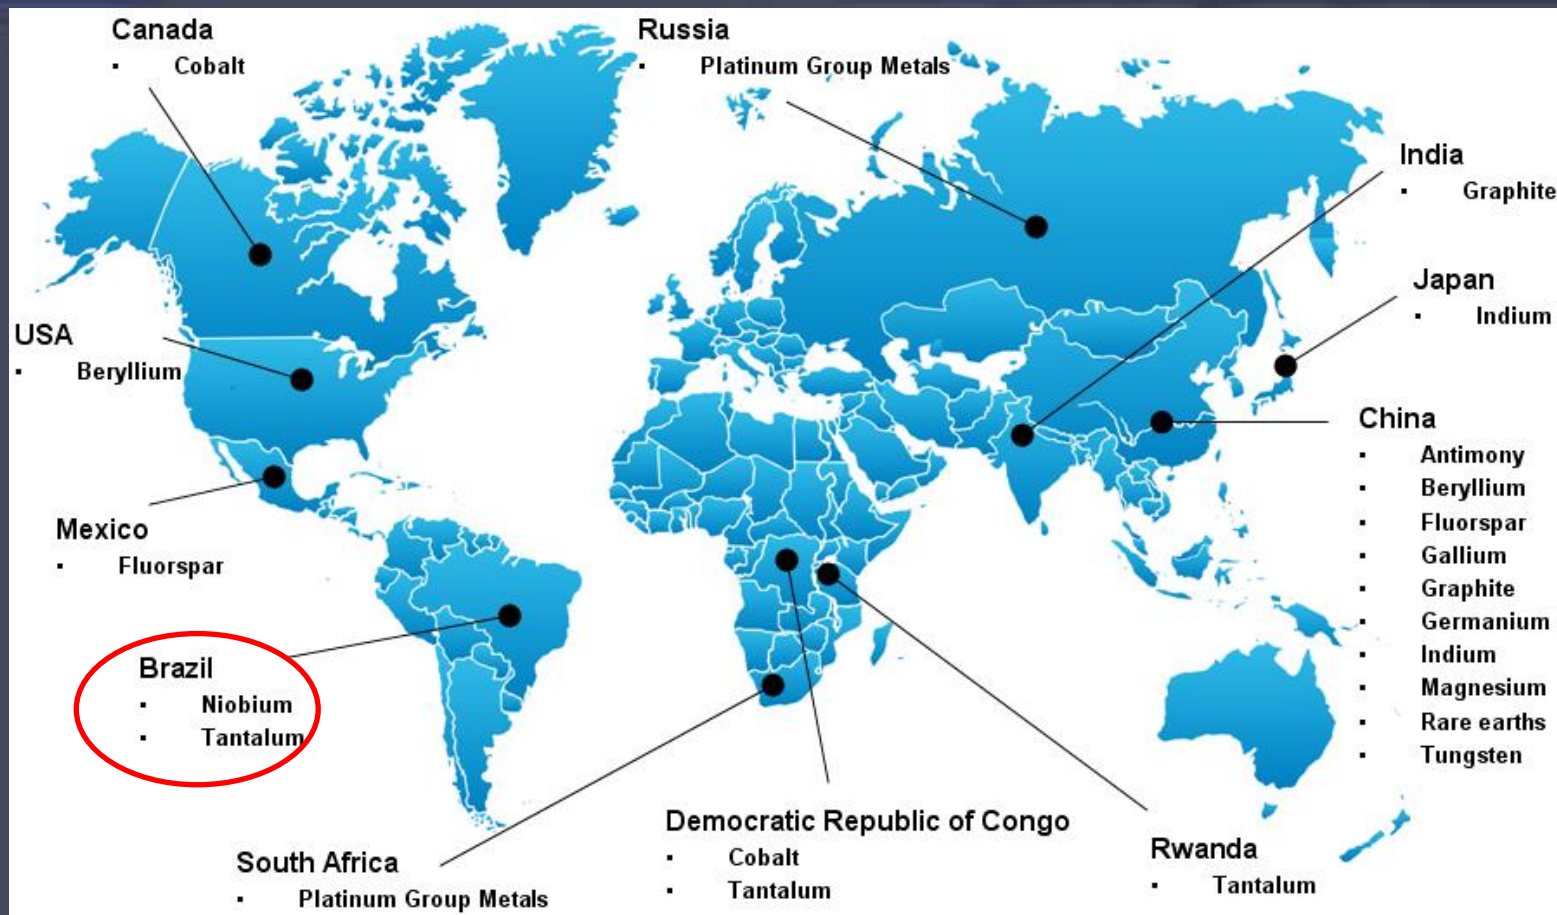 Canada
▪ Cobalt
Russia
▪ Platinum Group Metals
India
▪ Graphite
Japan
▪ Indium
USA
▪ Beryllium
China
▪ Antimony
▪ Beryllium
▪ Fluorspar
▪ Gallium
▪ Graphite
▪ Germanium
▪ Indium
▪ Magnesium
▪ Rare earths
▪ Tungsten
Mexico
▪ Fluorspar
Brazil
▪ Niobium
▪ Tantalum
South Africa
▪ Platinum Group Metals
Democratic Republic of Congo
▪ Cobalt
▪ Tantalum
Rwanda
▪ Tantalum